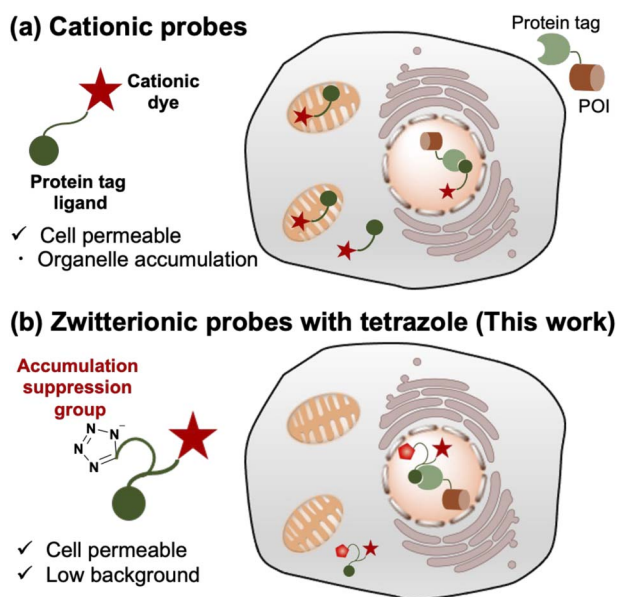 (a) Cationic probes
Protein tag
POI
Cationic
dye
Protein tag
ligand
✓ Cell permeable
· Organelle accumulation
(b) Zwitterionic probes with tetrazole (This work)
Accumulation
suppression
group
N N⁻
N N
✓ Cell permeable
✓ Low background